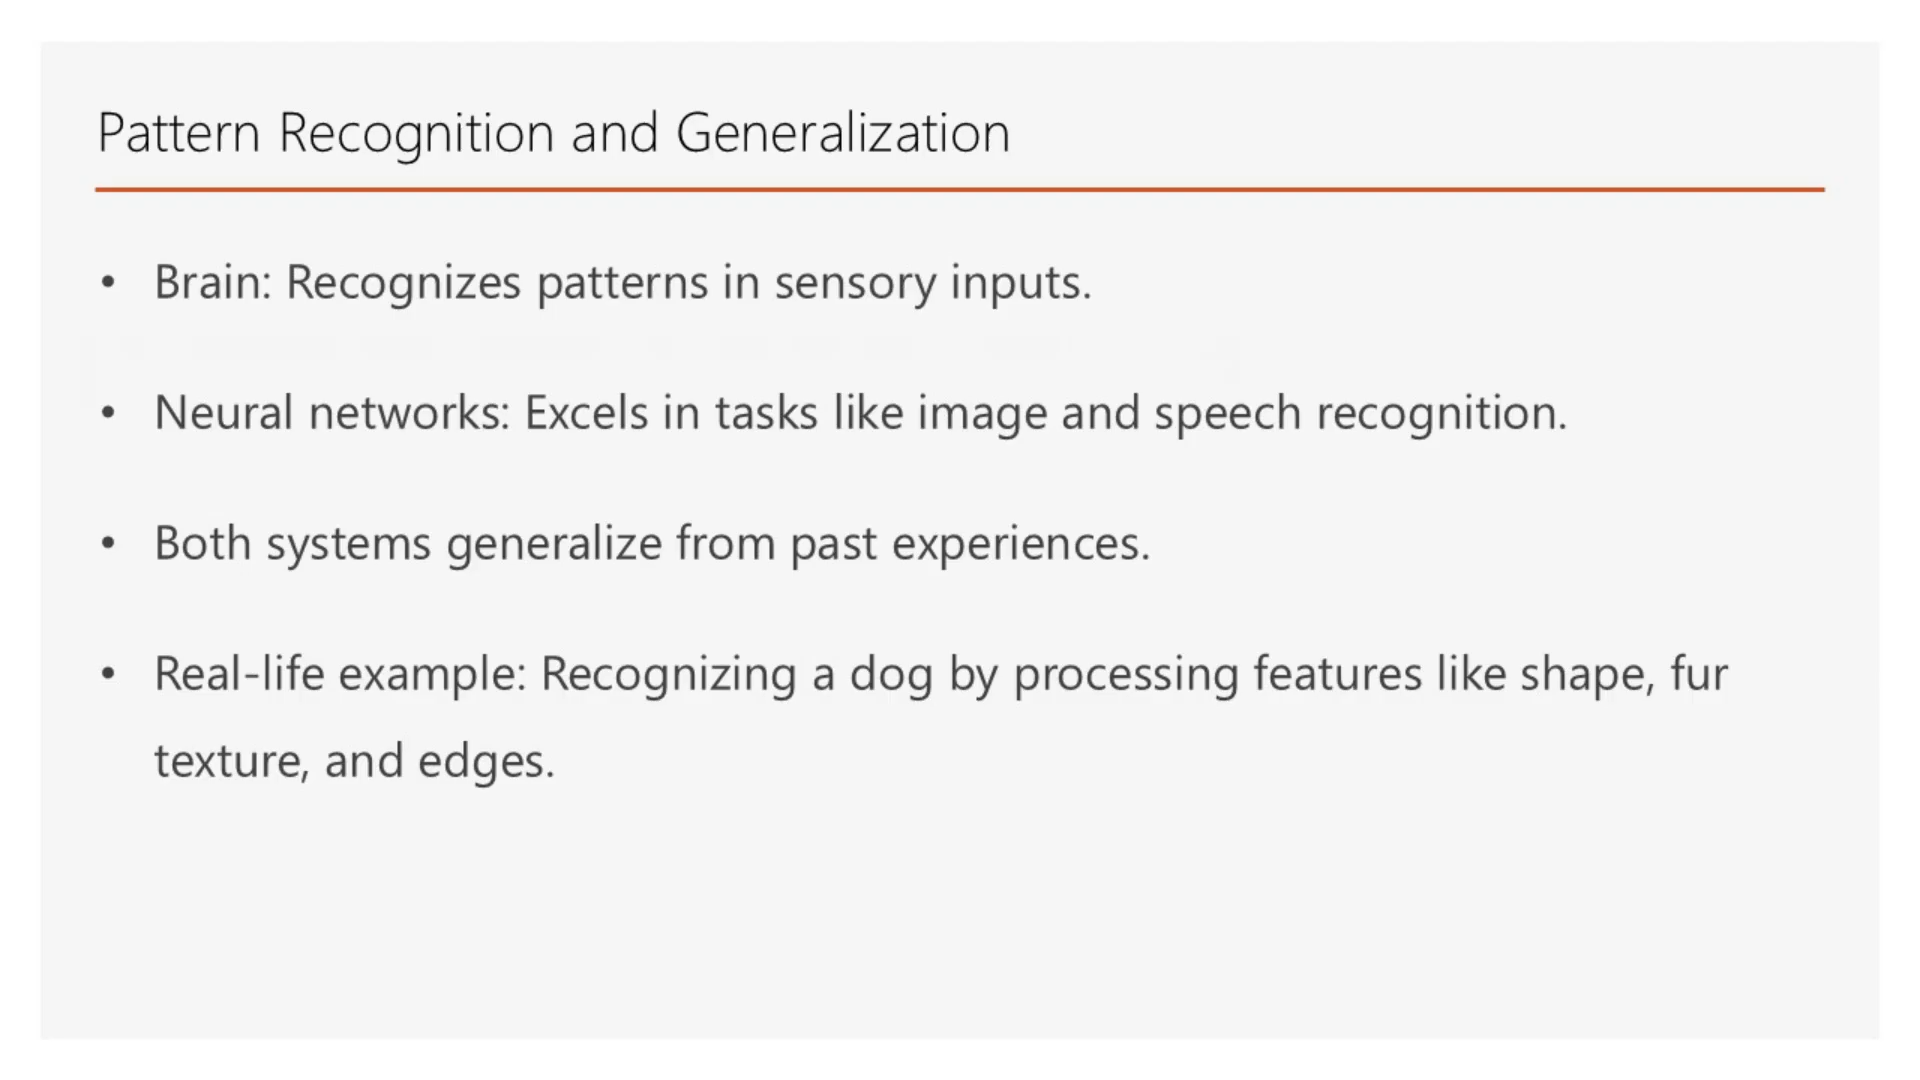 Pattern Recognition and Generalization
• Brain: Recognizes patterns in sensory inputs.
• Neural networks: Excels in tasks like image and speech recognition.
• Both systems generalize from past experiences.
• Real-life example: Recognizing a dog by processing features like shape, fur
texture, and edges.